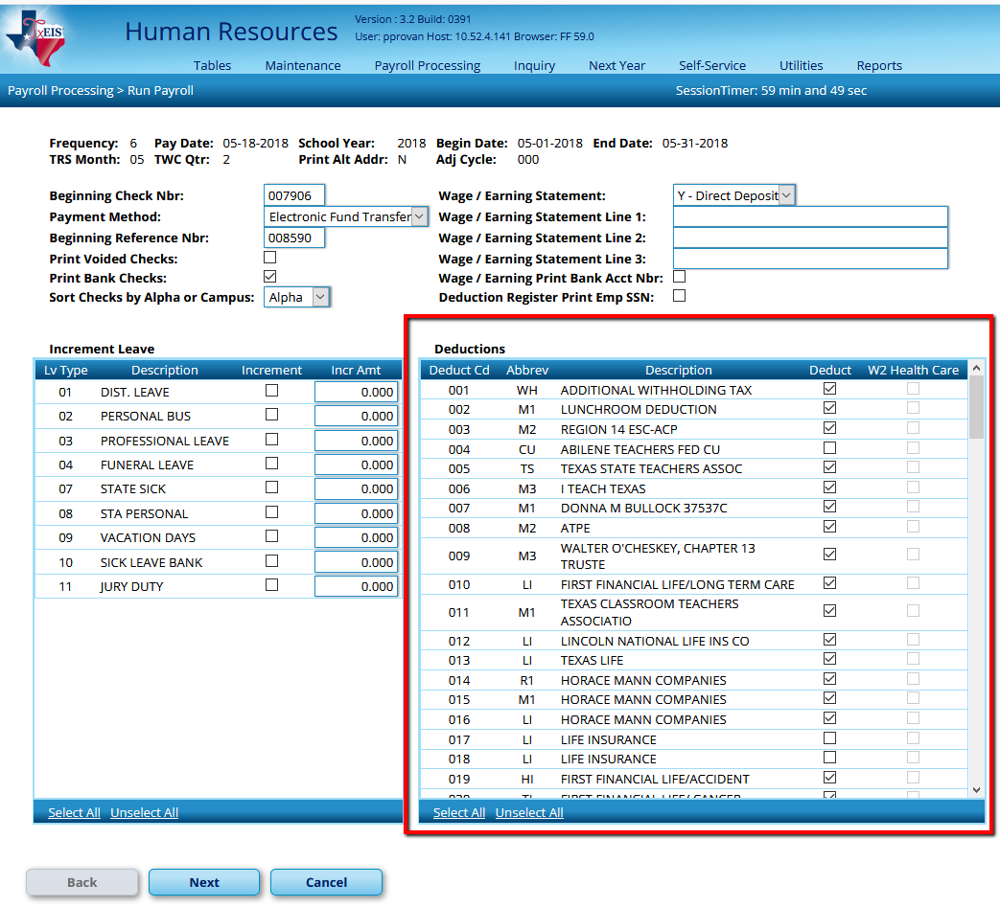 TxEIS
Human Resources
Version : 3.2 Build: 0391
User: pprovan Host: 10.52.4.141 Browser: FF 59.0
Tables Maintenance Payroll Processing Inquiry Next Year Self-Service Utilities Reports
Payroll Processing > Run Payroll SessionTimer: 59 min and 49 sec
Frequency: 6 Pay Date: 05-18-2018 School Year: 2018 Begin Date: 05-01-2018 End Date: 05-31-2018
TRS Month: 05 TWC Qtr: 2 Print Alt Addr: N Adj Cycle: 000
Beginning Check Nbr: 007906 Wage / Earning Statement: Y - Direct Deposit
Payment Method: Electronic Fund Transfer Wage / Earning Statement Line 1:
Beginning Reference Nbr: 008590 Wage / Earning Statement Line 2:
Print Voided Checks: Wage / Earning Statement Line 3:
Print Bank Checks: Wage / Earning Print Bank Acct Nbr:
Sort Checks by Alpha or Campus: Alpha Deduction Register Print Emp SSN:
Increment Leave
Lv Type Description Increment Incr Amt
01 DIST. LEAVE 0.000
02 PERSONAL BUS 0.000
03 PROFESSIONAL LEAVE 0.000
04 FUNERAL LEAVE 0.000
07 STATE SICK 0.000
08 STA PERSONAL 0.000
09 VACATION DAYS 0.000
10 SICK LEAVE BANK 0.000
11 JURY DUTY 0.000
Select All Unselect All
Deductions
Deduct Cd Abbrev Description Deduct W2 Health Care
001 WH ADDITIONAL WITHHOLDING TAX
002 M1 LUNCHROOM DEDUCTION
003 M2 REGION 14 ESC-ACP
004 CU ABILENE TEACHERS FED CU
005 TS TEXAS STATE TEACHERS ASSOC
006 M3 I TEACH TEXAS
007 M1 DONNA M BULLOCK 37537C
008 M2 ATPE
009 M3 WALTER O'CHESKEY, CHAPTER 13
TRUSTE
010 LI FIRST FINANCIAL LIFE/LONG TERM CARE
011 M1 TEXAS CLASSROOM TEACHERS
ASSOCIATIO
012 LI LINCOLN NATIONAL LIFE INS CO
013 LI TEXAS LIFE
014 R1 HORACE MANN COMPANIES
015 M1 HORACE MANN COMPANIES
016 LI HORACE MANN COMPANIES
017 LI LIFE INSURANCE
018 LI LIFE INSURANCE
019 HI FIRST FINANCIAL LIFE/ACCIDENT
020 FIRST FINANCIAL LIFE/ CANCER
Select All Unselect All
Back Next Cancel